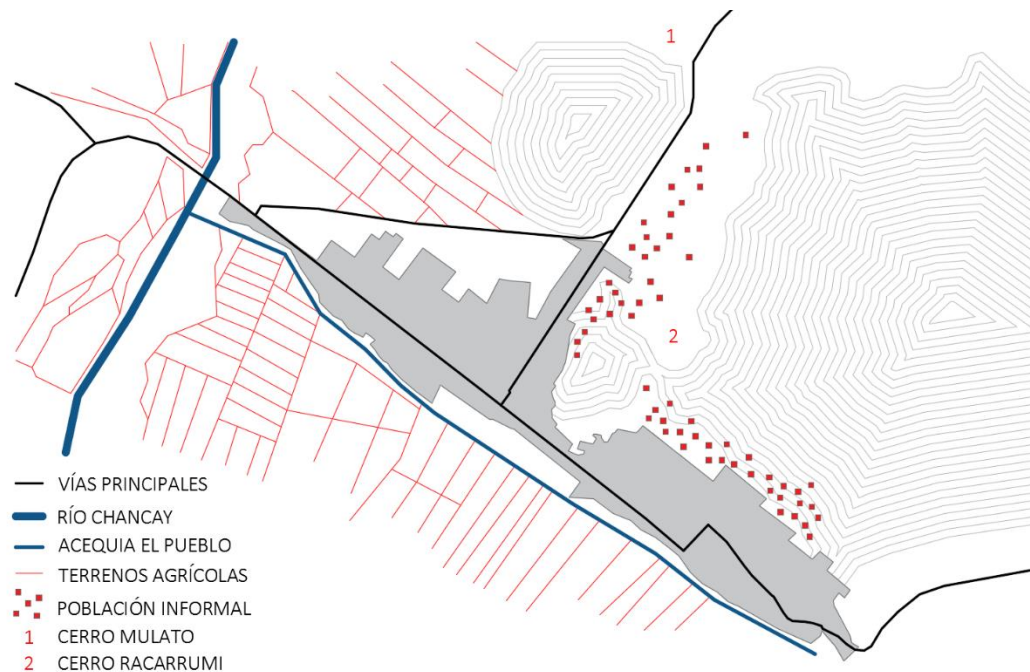 1
2
VÍAS PRINCIPALES
RÍO CHANCAY
ACEQUIA EL PUEBLO
TERRENOS AGRÍCOLAS
POBLACIÓN INFORMAL
1 CERRO MULATO
2 CERRO RACARRUMI